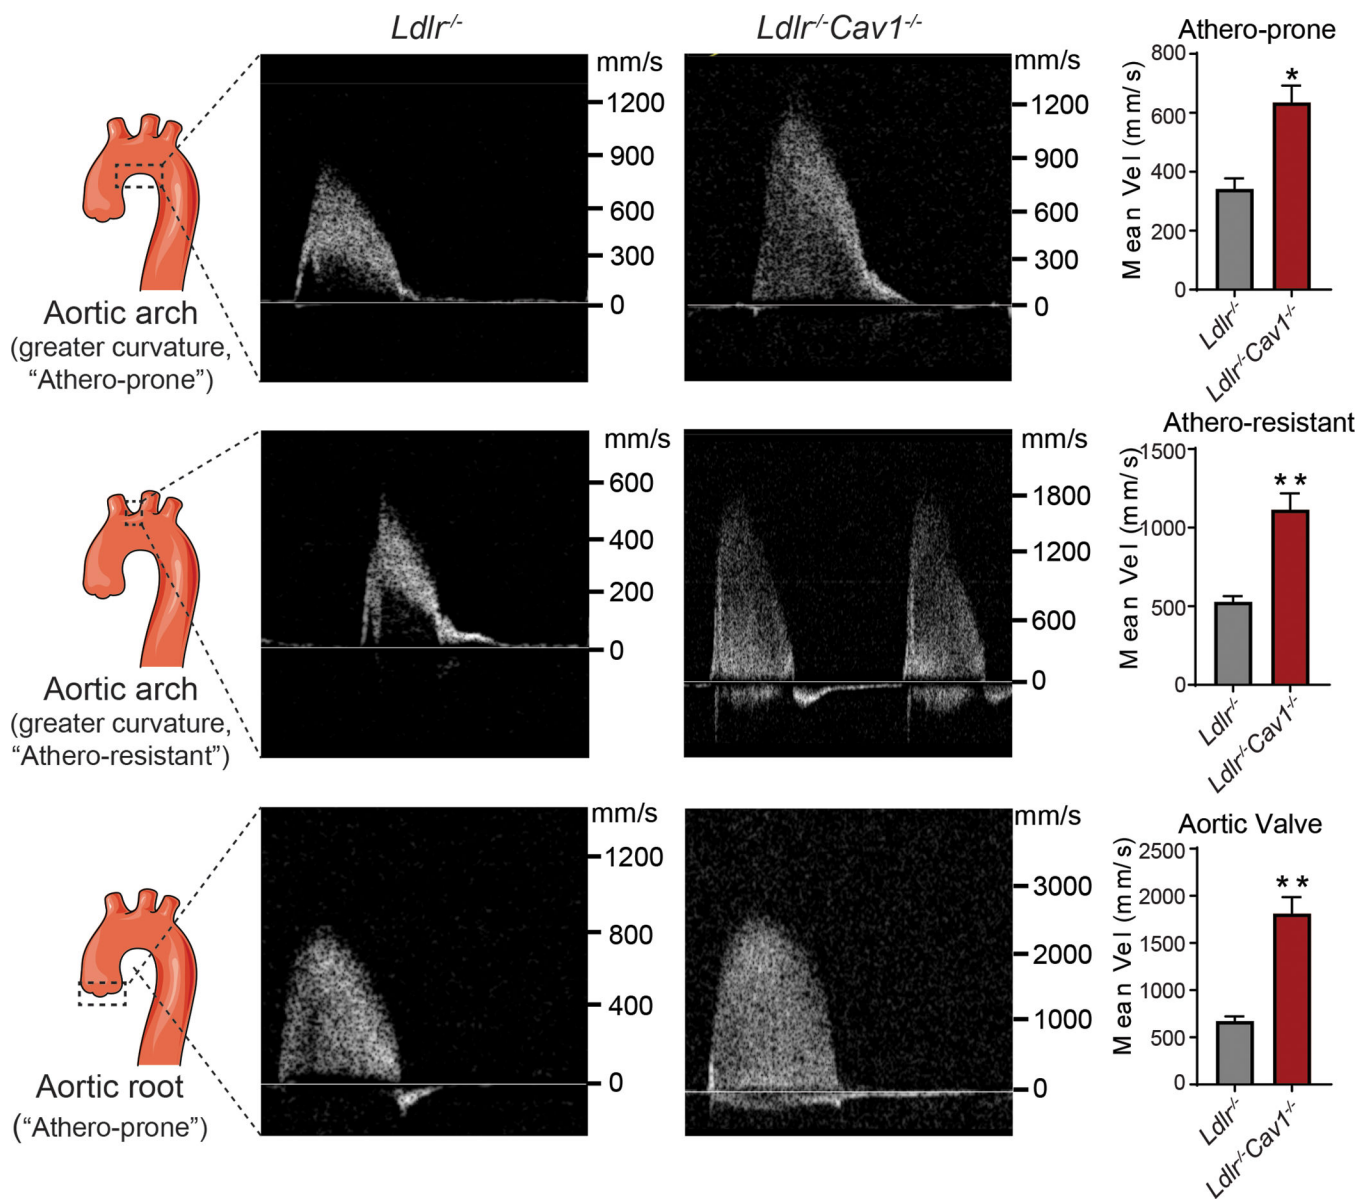 Ldlr-/-
Ldlr-/-Cav1-/-
Aortic arch
(greater curvature,
“Athero-prone”)
mm/s
1200
900
600
300
0
mm/s
1200
900
600
300
0
Athero-prone
Mean Vel (mm/s)
800
600
400
200
0
*
Ldlr-/-
Ldlr-/-Cav1-/-
Aortic arch
(greater curvature,
“Athero-resistant”)
mm/s
600
400
200
0
mm/s
1800
1200
600
0
Athero-resistant
Mean Vel (mm/s)
1500
1000
500
0
**
Ldlr-/-
Ldlr-/-Cav1-/-
Aortic root
(“Athero-prone”)
mm/s
1200
800
400
0
mm/s
3000
2000
1000
0
Aortic Valve
Mean Vel (mm/s)
2500
2000
1500
1000
500
0
**
Ldlr-/-
Ldlr-/-Cav1-/-